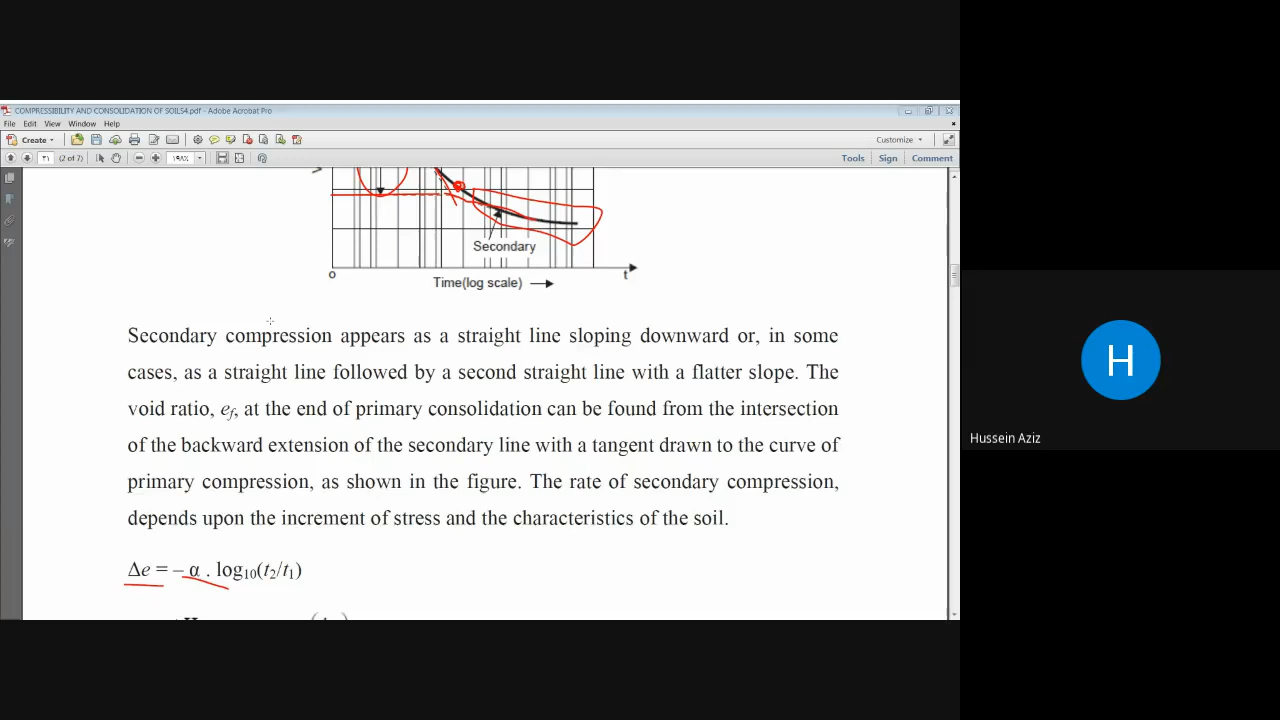 COMPRESSIBILITY AND CONSOLIDATION OF SOILS4.pdf - Adobe Acrobat Pro
File Edit View Window Help
Create Customize
٣١ (2 of 7) ١٩٨٪ Tools Sign Comment
Secondary
o t
Time(log scale)
Secondary compression appears as a straight line sloping downward or, in some
cases, as a straight line followed by a second straight line with a flatter slope. The
void ratio, ef, at the end of primary consolidation can be found from the intersection
of the backward extension of the secondary line with a tangent drawn to the curve of
primary compression, as shown in the figure. The rate of secondary compression,
depends upon the increment of stress and the characteristics of the soil.
Δe = – α . log10(t2/t1)
H
Hussein Aziz